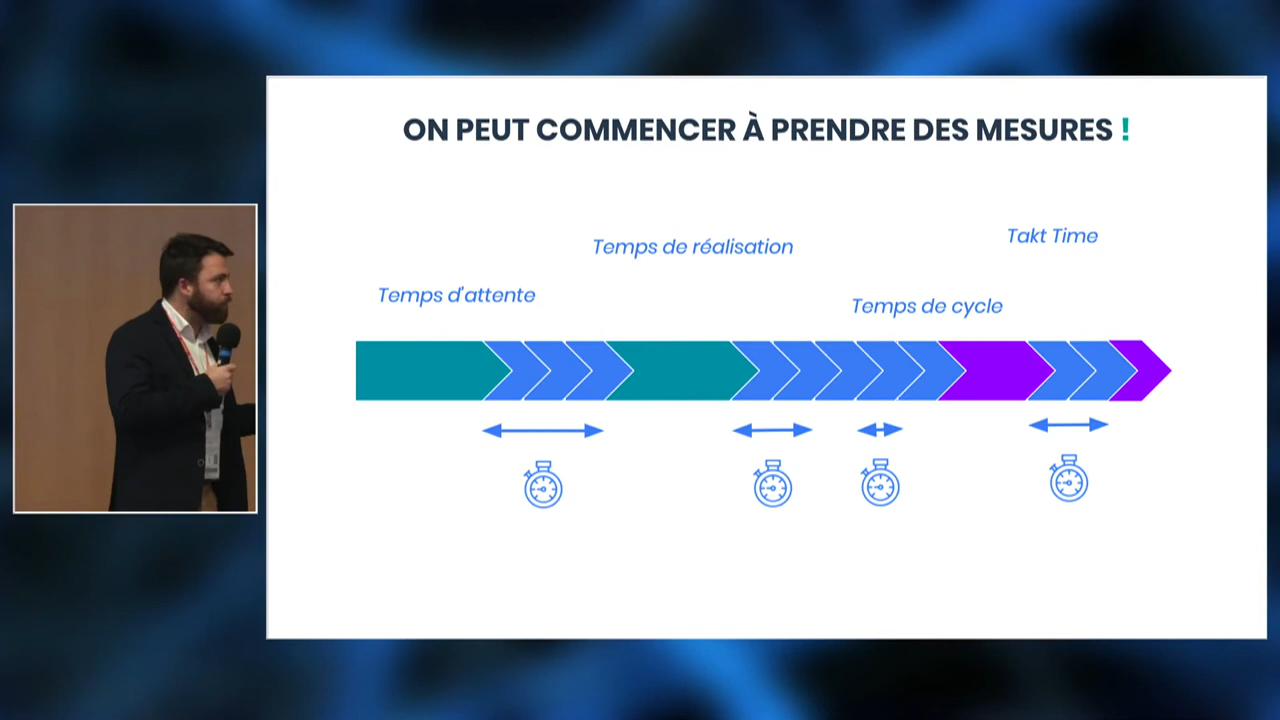 ON PEUT COMMENCER À PRENDRE DES MESURES !
Takt Time
Temps de réalisation
Temps d'attente
Temps de cycle